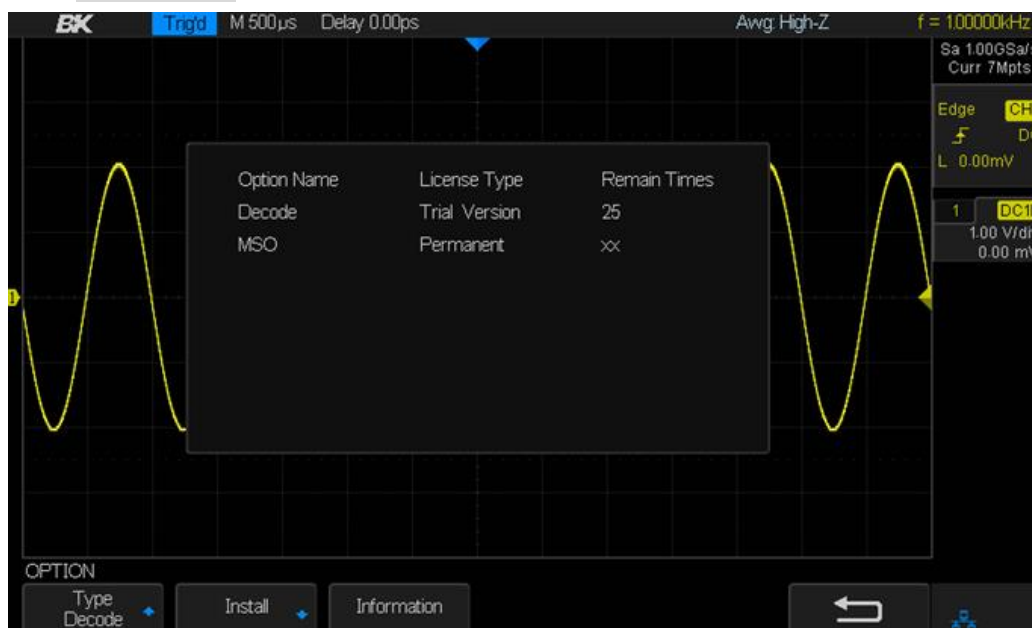 BK Trig'd M 500µs Delay 0.00ps Awg: High-Z f = 1.00000kHz
Sa 1.00GSa/s
Curr 7Mpts
Edge CH
D
L 0.00mV
1 DC1
1.00 V/di
0.00 mV
Option Name License Type Remain Times
Decode Trial Version 25
MSO Permanent xx
1
OPTION
Type Install Information
Decode